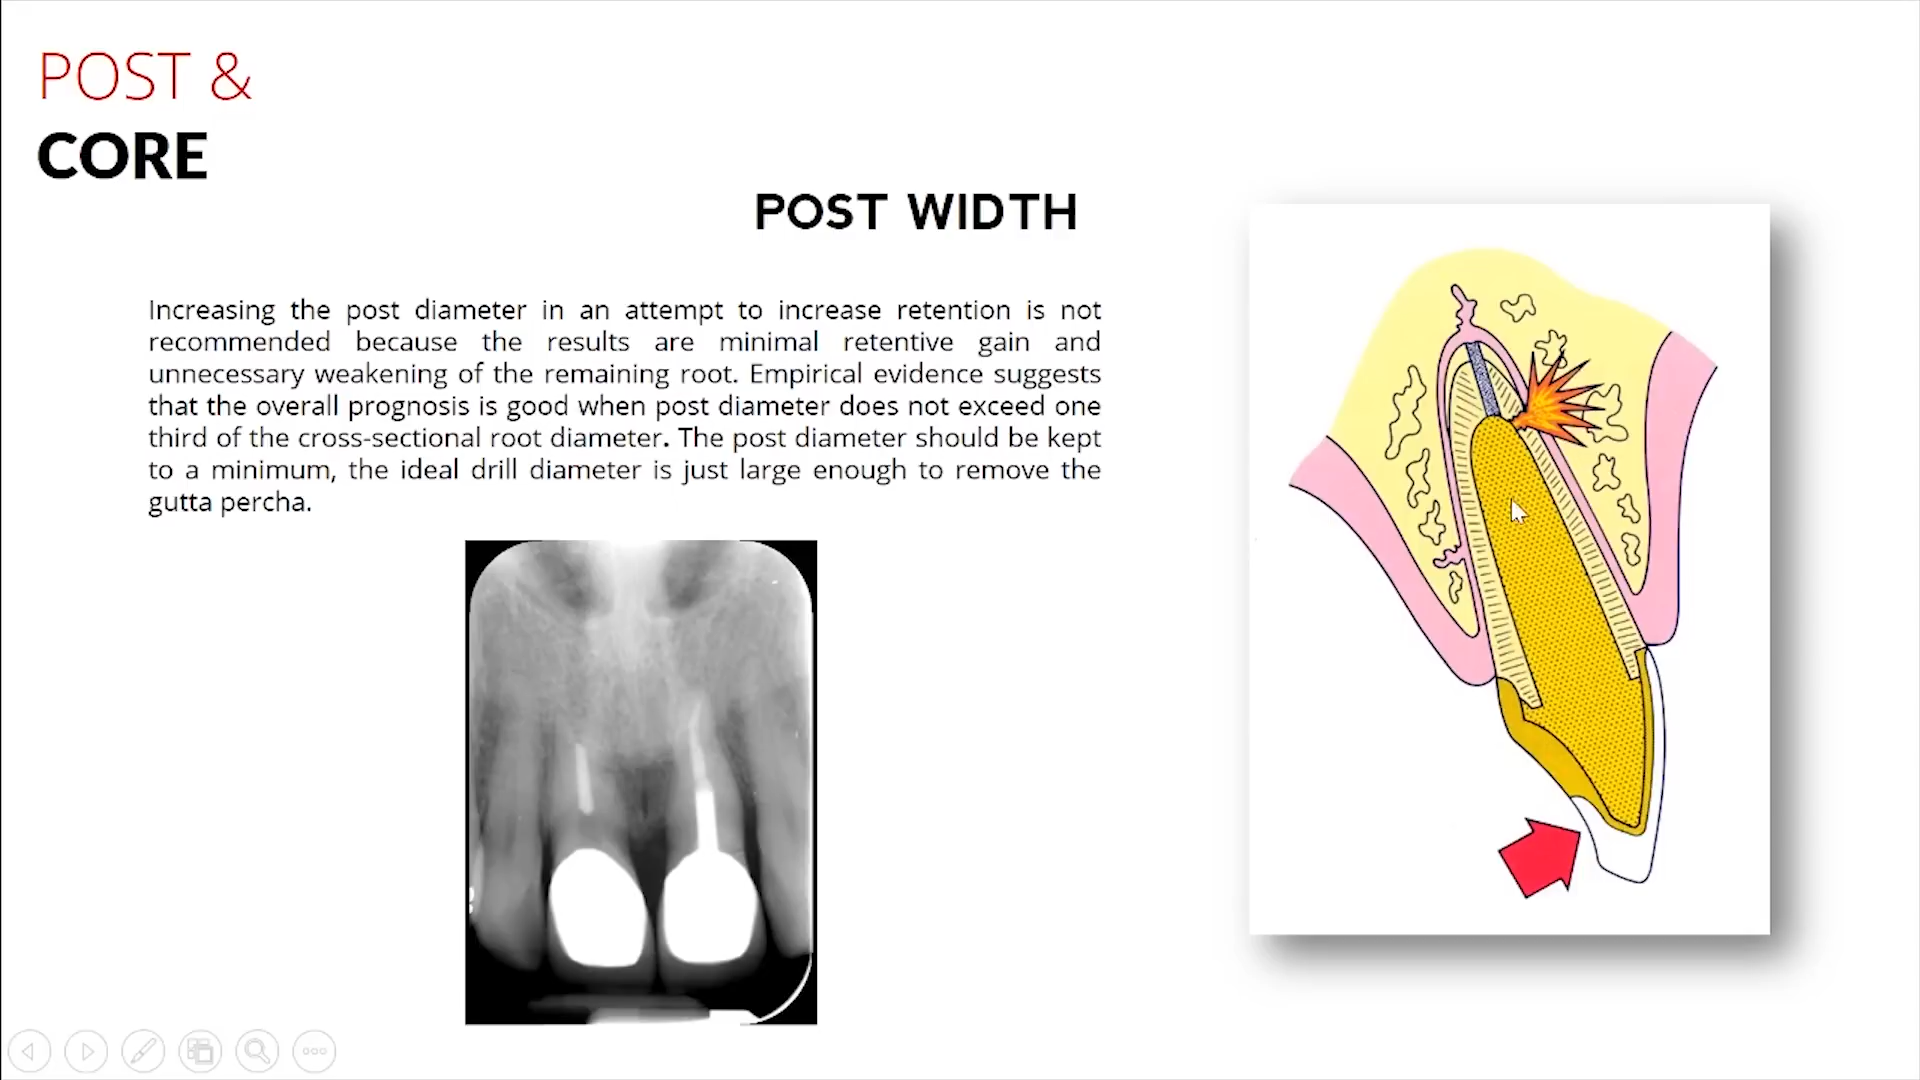 POST &
CORE
POST WIDTH
Increasing the post diameter in an attempt to increase retention is not
recommended because the results are minimal retentive gain and
unnecessary weakening of the remaining root. Empirical evidence suggests
that the overall prognosis is good when post diameter does not exceed one
third of the cross-sectional root diameter. The post diameter should be kept
to a minimum, the ideal drill diameter is just large enough to remove the
gutta percha.